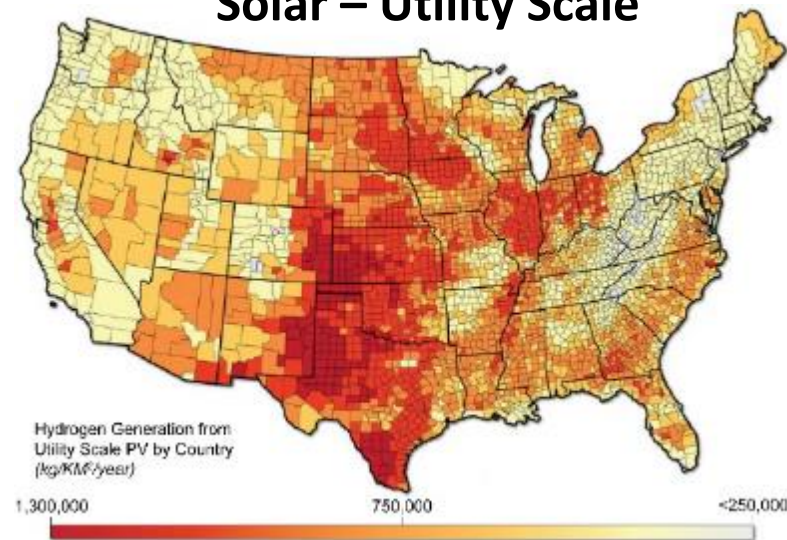 Solar – Utility Scale
Hydrogen Generation from
Utility Scale PV by Country
(kg/KM²/year)
1,300,000
750,000
<250,000